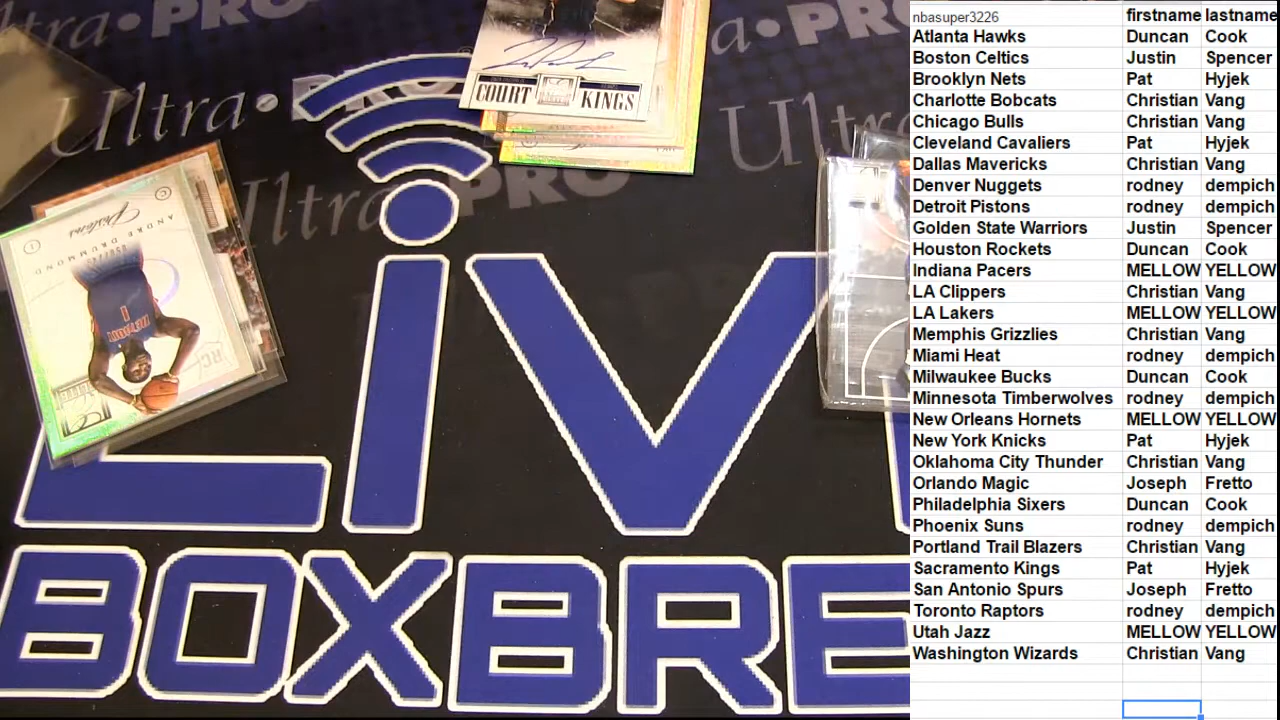 nbasuper3226 firstname lastname
Atlanta Hawks Duncan Cook
Boston Celtics Justin Spencer
Brooklyn Nets Pat Hyjek
Charlotte Bobcats Christian Vang
Chicago Bulls Christian Vang
Cleveland Cavaliers Pat Hyjek
Dallas Mavericks Christian Vang
Denver Nuggets rodney dempich
Detroit Pistons rodney dempich
Golden State Warriors Justin Spencer
Houston Rockets Duncan Cook
Indiana Pacers MELLOW YELLOW
LA Clippers Christian Vang
LA Lakers MELLOW YELLOW
Memphis Grizzlies Christian Vang
Miami Heat rodney dempich
Milwaukee Bucks Duncan Cook
Minnesota Timberwolves rodney dempich
New Orleans Hornets MELLOW YELLOW
New York Knicks Pat Hyjek
Oklahoma City Thunder Christian Vang
Orlando Magic Joseph Fretto
Philadelphia Sixers Duncan Cook
Phoenix Suns rodney dempich
Portland Trail Blazers Christian Vang
Sacramento Kings Pat Hyjek
San Antonio Spurs Joseph Fretto
Toronto Raptors rodney dempich
Utah Jazz MELLOW YELLOW
Washington Wizards Christian Vang
Ultra•PRO
COURT KINGS
Pistons
ANDRE DRUMMOND
DETROIT
1
RC
LIV
BOXBRE